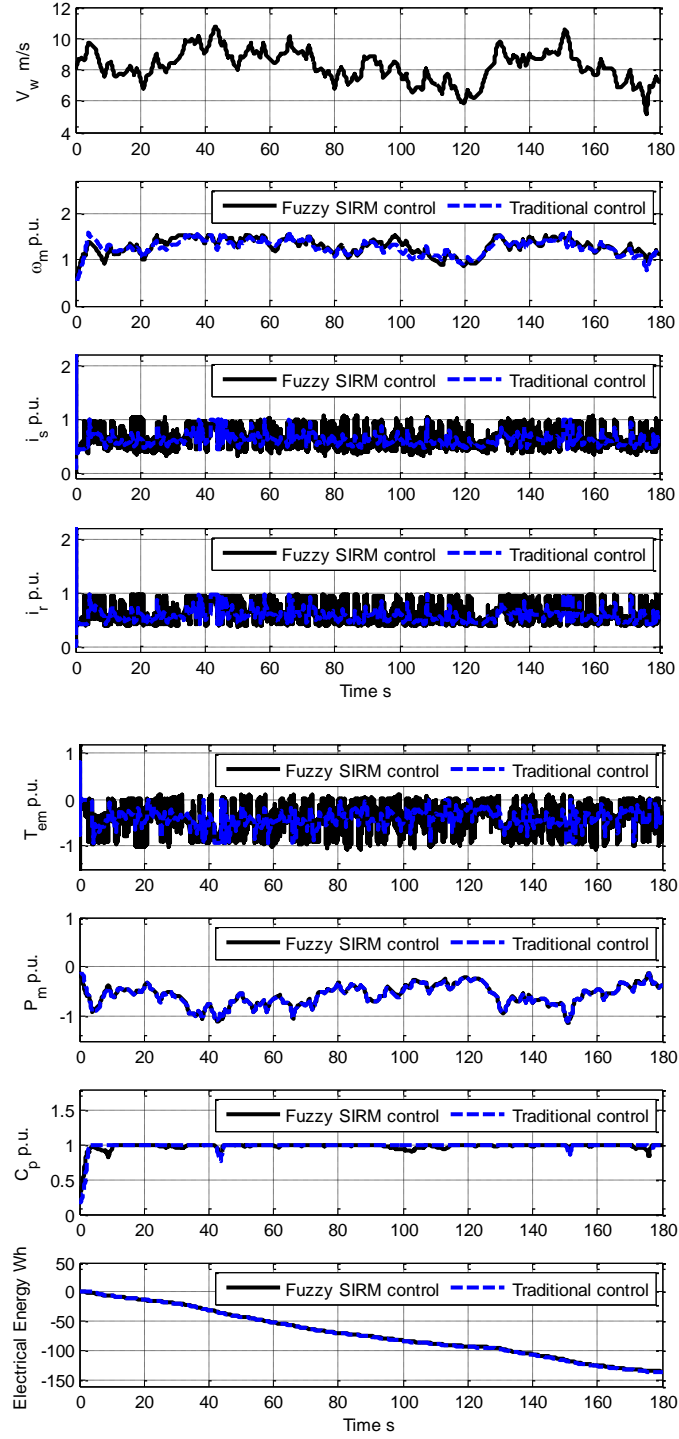 V_w m/s
12
10
8
6
4
0 20 40 60 80 100 120 140 160 180
ω_m p.u.
Fuzzy SIRM control Traditional control
2
1
0
0 20 40 60 80 100 120 140 160 180
i_s p.u.
Fuzzy SIRM control Traditional control
2
1
0
0 20 40 60 80 100 120 140 160 180
i_r p.u.
Fuzzy SIRM control Traditional control
2
1
0
0 20 40 60 80 100 120 140 160 180
Time s
T_em p.u.
Fuzzy SIRM control Traditional control
1
0
-1
0 20 40 60 80 100 120 140 160 180
P_m p.u.
Fuzzy SIRM control Traditional control
1
0
-1
0 20 40 60 80 100 120 140 160 180
C_p p.u.
Fuzzy SIRM control Traditional control
1.5
1
0.5
0
0 20 40 60 80 100 120 140 160 180
Electrical Energy Wh
Fuzzy SIRM control Traditional control
50
0
-50
-100
-150
0 20 40 60 80 100 120 140 160 180
Time s